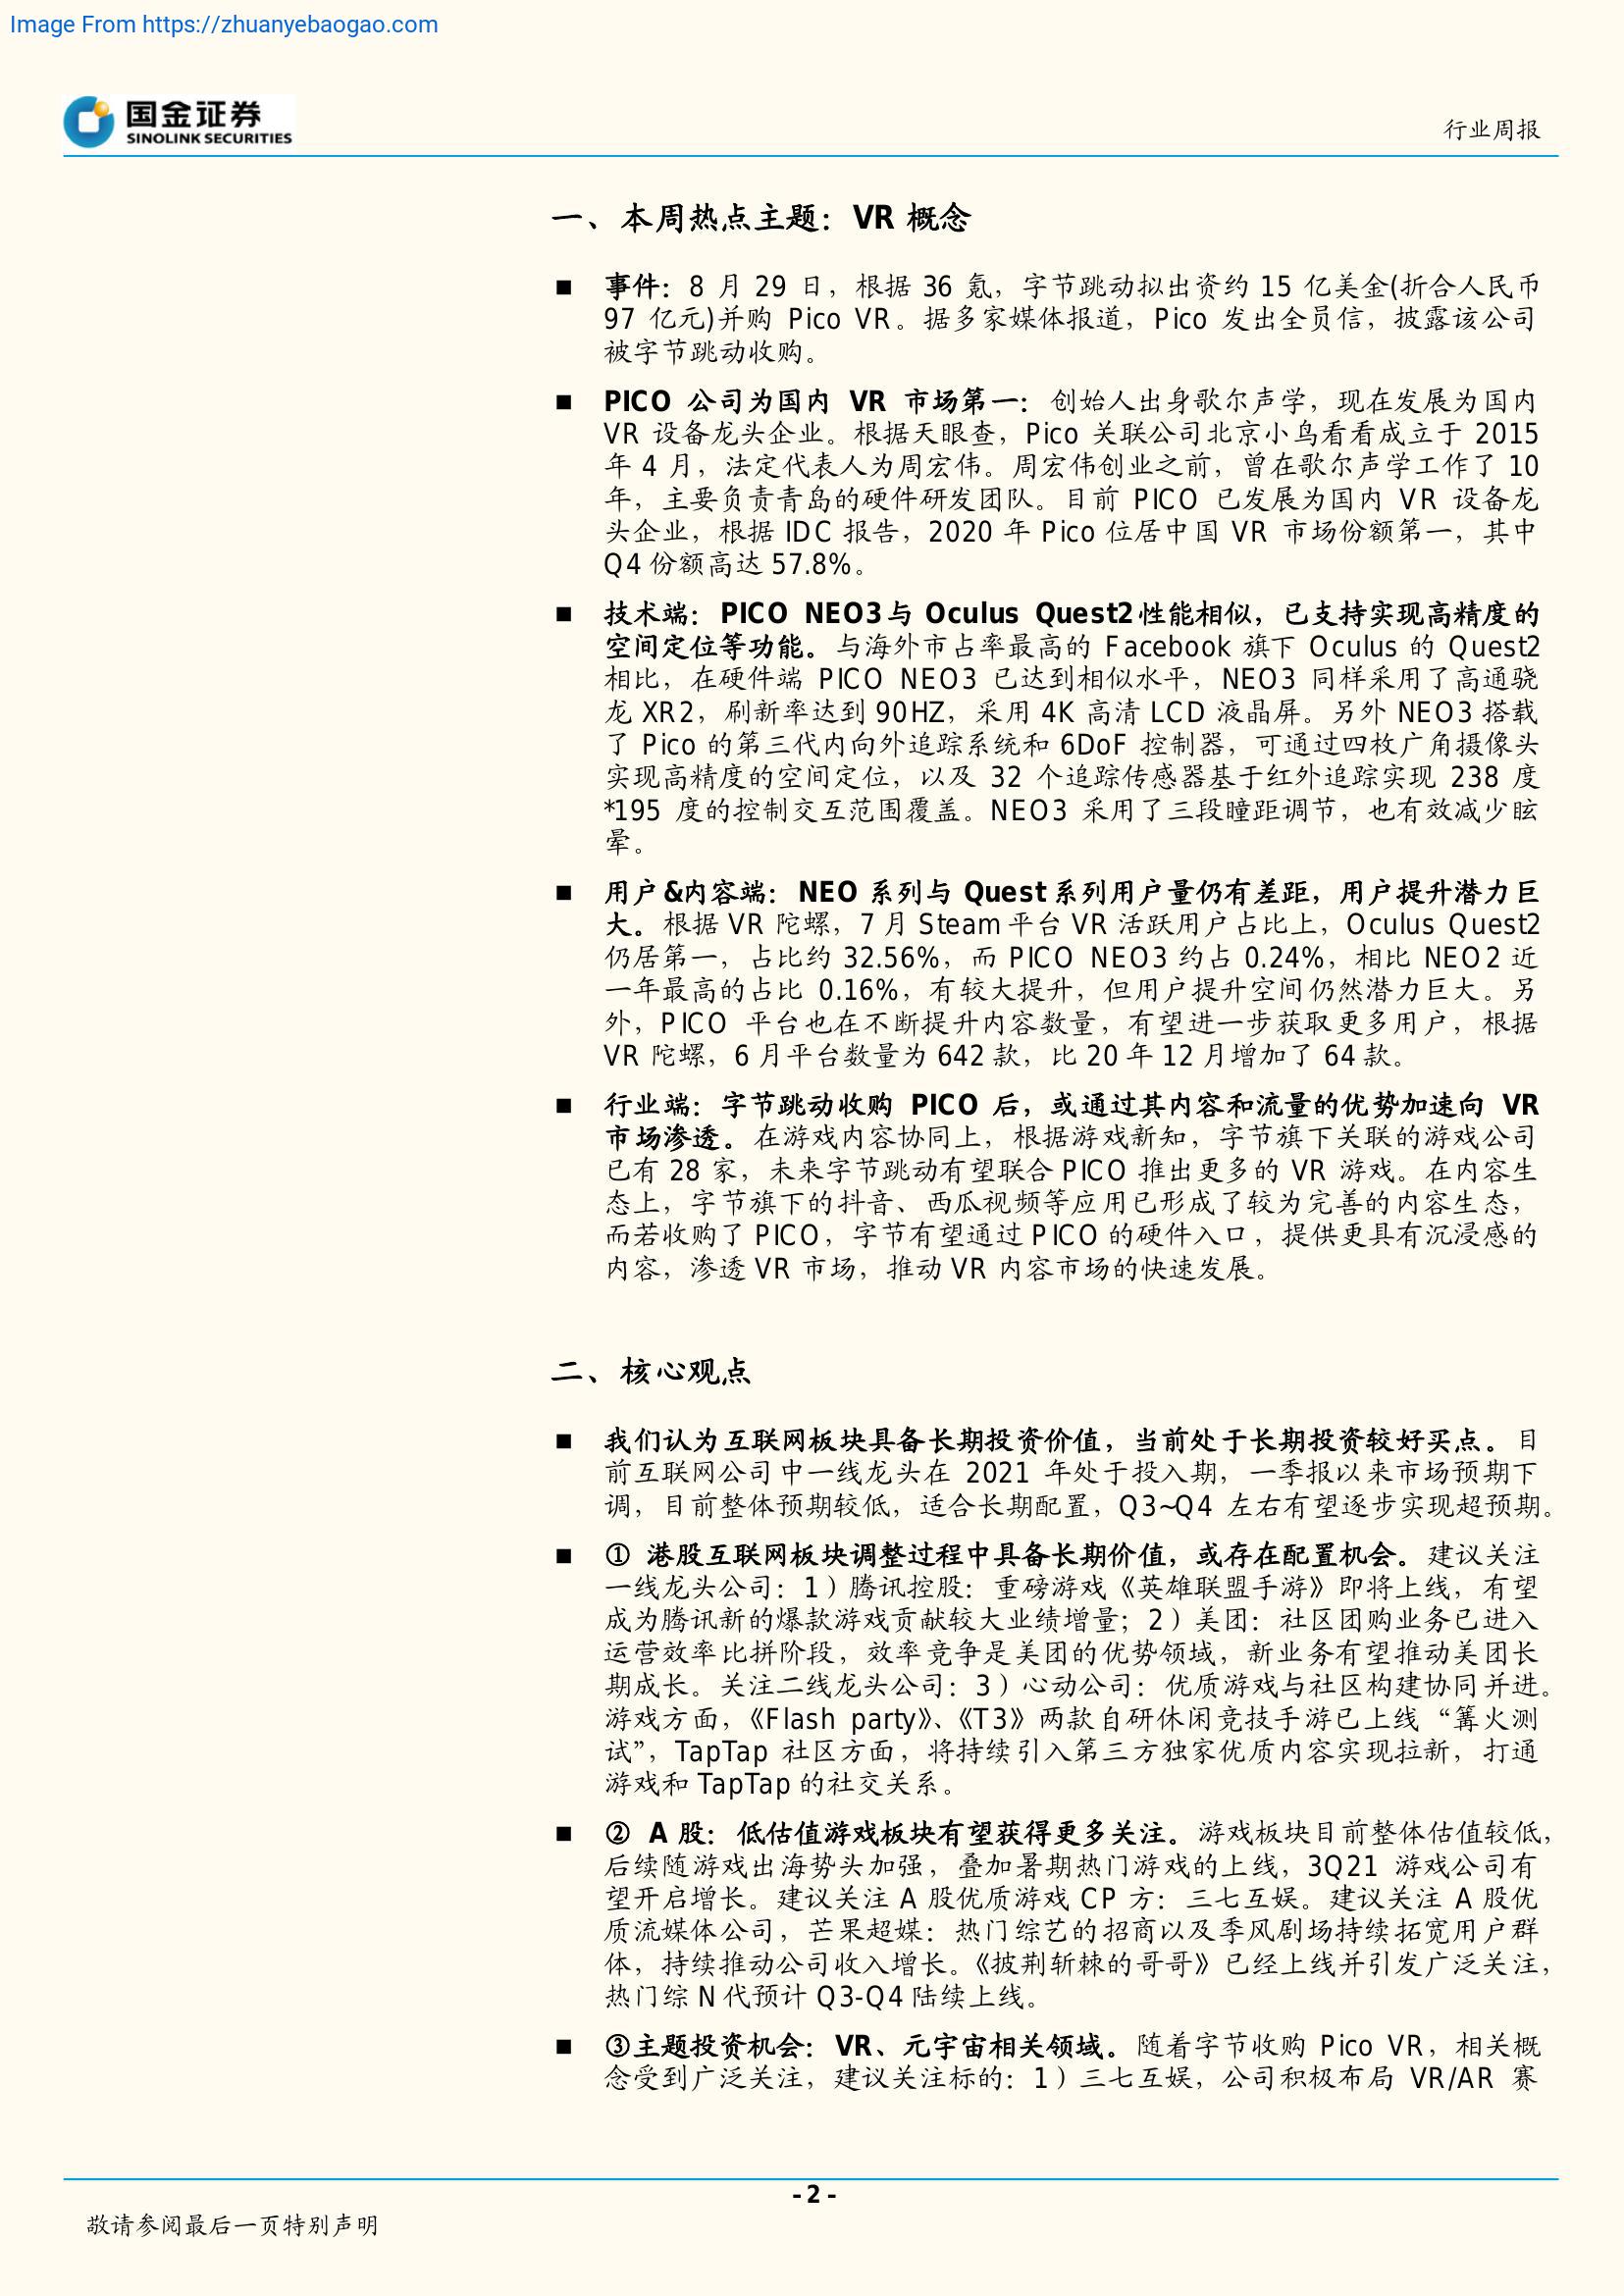 Image From https://zhuanyebaogao.com
国金证券
SINOLINK SECURITIES
行业周报
一、本周热点主题：VR 概念
■ 事件：8 月 29 日，根据 36 氪，字节跳动拟出资约 15 亿美金(折合人民币
97 亿元)并购 Pico VR。据多家媒体报道，Pico 发出全员信，披露该公司
被字节跳动收购。
■ PICO 公司为国内 VR 市场第一：创始人出身歌尔声学，现在发展为国内
VR 设备龙头企业。根据天眼查，Pico 关联公司北京小鸟看看成立于 2015
年 4 月，法定代表人为周宏伟。周宏伟创业之前，曾在歌尔声学工作了 10
年，主要负责青岛的硬件研发团队。目前 PICO 已发展为国内 VR 设备龙
头企业，根据 IDC 报告，2020 年 Pico 位居中国 VR 市场份额第一，其中
Q4 份额高达 57.8%。
■ 技术端：PICO NEO3与 Oculus Quest2性能相似，已支持实现高精度的
空间定位等功能。与海外市占率最高的 Facebook 旗下 Oculus 的 Quest2
相比，在硬件端 PICO NEO3 已达到相似水平，NEO3 同样采用了高通骁
龙 XR2，刷新率达到 90HZ，采用 4K 高清 LCD 液晶屏。另外 NEO3 搭载
了 Pico 的第三代内向外追踪系统和 6DoF 控制器，可通过四枚广角摄像头
实现高精度的空间定位，以及 32 个追踪传感器基于红外追踪实现 238 度
*195 度的控制交互范围覆盖。NEO3 采用了三段瞳距调节，也有效减少眩
晕。
■ 用户&内容端：NEO 系列与 Quest 系列用户量仍有差距，用户提升潜力巨
大。根据 VR 陀螺，7 月 Steam 平台 VR 活跃用户占比上，Oculus Quest2
仍居第一，占比约 32.56%，而 PICO NEO3 约占 0.24%，相比 NEO2 近
一年最高的占比 0.16%，有较大提升，但用户提升空间仍然潜力巨大。另
外，PICO 平台也在不断提升内容数量，有望进一步获取更多用户，根据
VR 陀螺，6 月平台数量为 642 款，比 20 年 12 月增加了 64 款。
■ 行业端：字节跳动收购 PICO 后，或通过其内容和流量的优势加速向 VR
市场渗透。在游戏内容协同上，根据游戏新知，字节旗下关联的游戏公司
已有 28 家，未来字节跳动有望联合 PICO 推出更多的 VR 游戏。在内容生
态上，字节旗下的抖音、西瓜视频等应用已形成了较为完善的内容生态，
而若收购了 PICO，字节有望通过 PICO 的硬件入口，提供更具有沉浸感的
内容，渗透 VR 市场，推动 VR 内容市场的快速发展。
二、核心观点
■ 我们认为互联网板块具备长期投资价值，当前处于长期投资较好买点。目
前互联网公司中一线龙头在 2021 年处于投入期，一季报以来市场预期下
调，目前整体预期较低，适合长期配置，Q3~Q4 左右有望逐步实现超预期。
■ ① 港股互联网板块调整过程中具备长期价值，或存在配置机会。建议关注
一线龙头公司：1）腾讯控股：重磅游戏《英雄联盟手游》即将上线，有望
成为腾讯新的爆款游戏贡献较大业绩增量；2）美团：社区团购业务已进入
运营效率比拼阶段，效率竞争是美团的优势领域，新业务有望推动美团长
期成长。关注二线龙头公司：3）心动公司：优质游戏与社区构建协同并进。
游戏方面，《Flash party》、《T3》两款自研休闲竞技手游已上线“篝火测
试”，TapTap 社区方面，将持续引入第三方独家优质内容实现拉新，打通
游戏和 TapTap 的社交关系。
■ ② A 股：低估值游戏板块有望获得更多关注。游戏板块目前整体估值较低，
后续随游戏出海势头加强，叠加暑期热门游戏的上线，3Q21 游戏公司有
望开启增长。建议关注 A 股优质游戏 CP 方：三七互娱。建议关注 A 股优
质流媒体公司，芒果超媒：热门综艺的招商以及季风剧场持续拓宽用户群
体，持续推动公司收入增长。《披荆斩棘的哥哥》已经上线并引发广泛关注，
热门综 N 代预计 Q3-Q4 陆续上线。
■ ③主题投资机会：VR、元宇宙相关领域。随着字节收购 Pico VR，相关概
念受到广泛关注，建议关注标的：1）三七互娱，公司积极布局 VR/AR 赛
- 2 -
敬请参阅最后一页特别声明